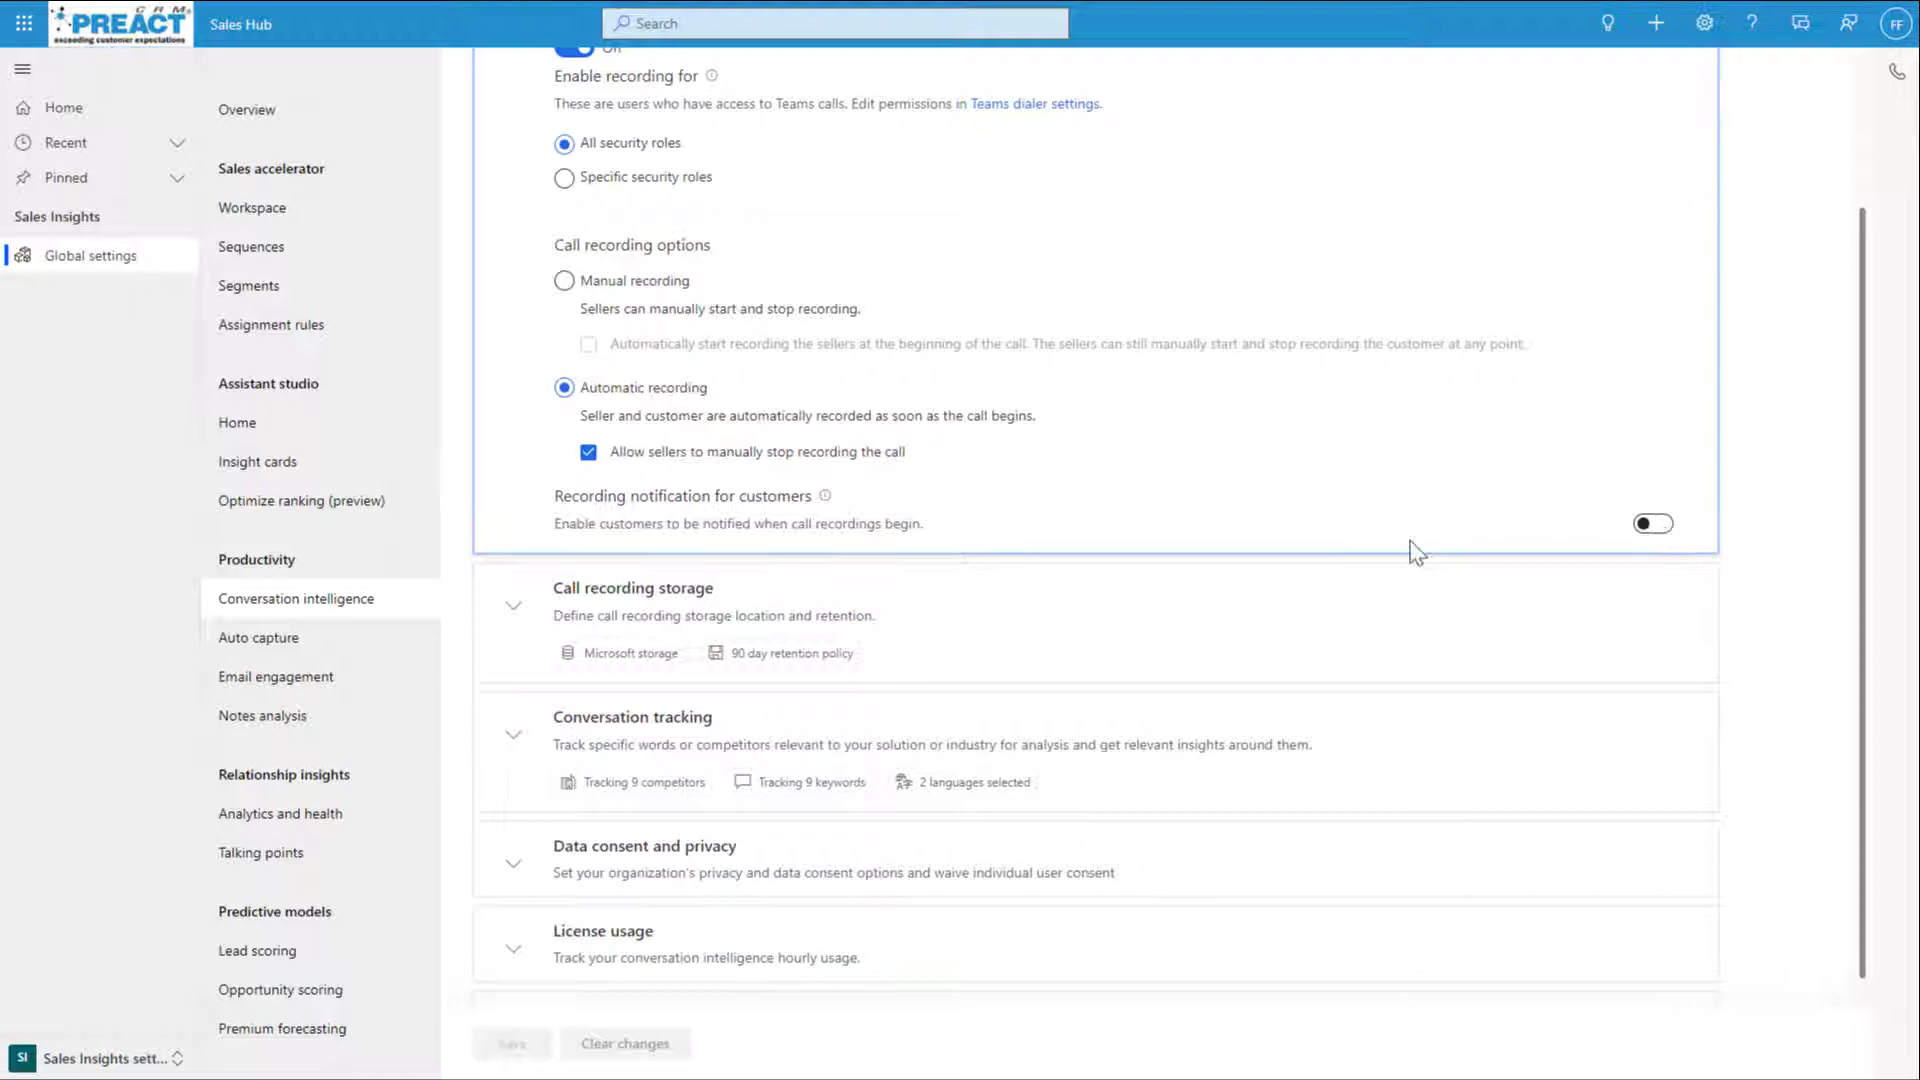 C R M
PREACT
exceeding customer expectations
Sales Hub
Search
FF
Home
Recent
Pinned
Sales Insights
Global settings
SI
Sales Insights sett...
Overview
Sales accelerator
Workspace
Sequences
Segments
Assignment rules
Assistant studio
Home
Insight cards
Optimize ranking (preview)
Productivity
Conversation intelligence
Auto capture
Email engagement
Notes analysis
Relationship insights
Analytics and health
Talking points
Predictive models
Lead scoring
Opportunity scoring
Premium forecasting
On
Enable recording for
These are users who have access to Teams calls. Edit permissions in Teams dialer settings.
All security roles
Specific security roles
Call recording options
Manual recording
Sellers can manually start and stop recording.
Automatically start recording the sellers at the beginning of the call. The sellers can still manually start and stop recording the customer at any point.
Automatic recording
Seller and customer are automatically recorded as soon as the call begins.
Allow sellers to manually stop recording the call
Recording notification for customers
Enable customers to be notified when call recordings begin.
Call recording storage
Define call recording storage location and retention.
Microsoft storage
90 day retention policy
Conversation tracking
Track specific words or competitors relevant to your solution or industry for analysis and get relevant insights around them.
Tracking 9 competitors
Tracking 9 keywords
2 languages selected
Data consent and privacy
Set your organization's privacy and data consent options and waive individual user consent
License usage
Track your conversation intelligence hourly usage.
Save
Clear changes